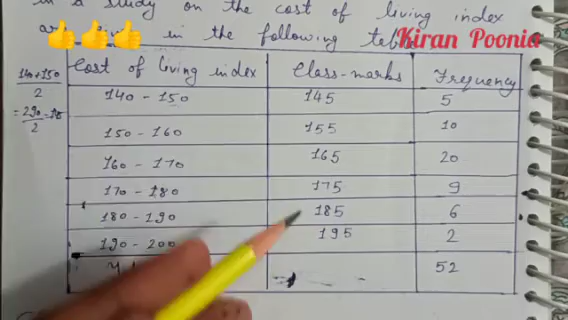 in a study on the cost of living index
in the following
Kiran Poonia
Cost of living index Class-marks Frequency
140 - 150 145 5
150 - 160 155 10
160 - 170 165 20
170 - 180 175 9
180 - 190 185 6
190 - 200 195 2
52
140+150
2
= 290
2